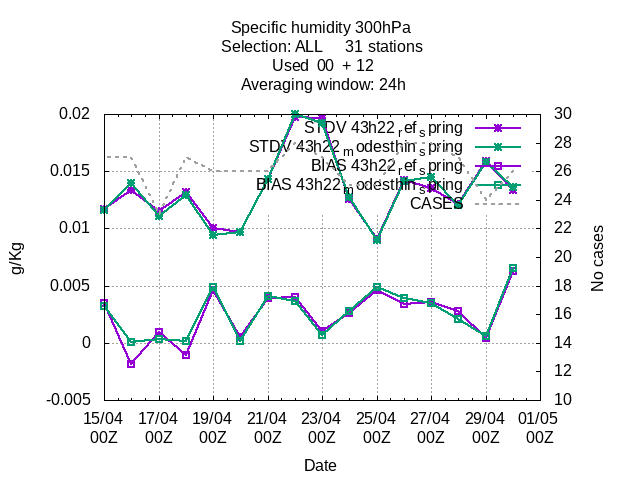 Specific humidity 300hPa
Selection: ALL     31 stations
Used  00  + 12
Averaging window: 24h
0.02
0.015
0.01
0.005
0
-0.005
g/Kg
STDV 43h22_ref_spring
STDV 43h22_modesthin_spring
BIAS 43h22_ref_spring
BIAS 43h22_modesthin_spring
CASES
30
28
26
24
22
20
18
16
14
12
10
No cases
15/04 17/04 19/04 21/04 23/04 25/04 27/04 29/04 01/05
00Z 00Z 00Z 00Z 00Z 00Z 00Z 00Z 00Z
Date